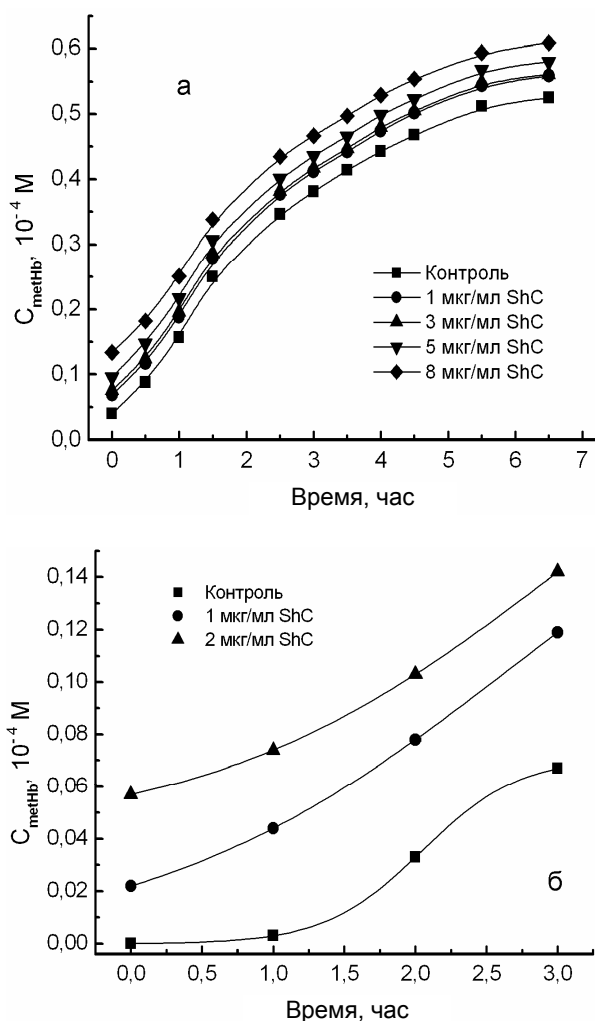 0,6
а
0,5
0,4
0,3
0,2
0,1
0,0
C metHb, 10⁻⁴ М
Контроль
1 мкг/мл ShC
3 мкг/мл ShC
5 мкг/мл ShC
8 мкг/мл ShC
0 1 2 3 4 5 6 7
Время, час
0,14
0,12
0,10
0,08
0,06
0,04
0,02
0,00
C metHb, 10⁻⁴ М
Контроль
1 мкг/мл ShC
2 мкг/мл ShC
б
0,0 0,5 1,0 1,5 2,0 2,5 3,0
Время, час